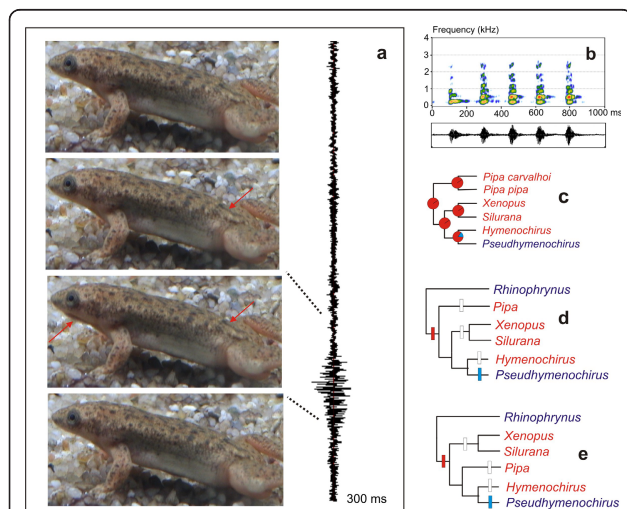 a
300 ms
Frequency (kHz)
b
4
3
2
1
0
0 200 400 600 800 1000 ms
c
Pipa carvalhoi
Pipa pipa
Xenopus
Silurana
Hymenochirus
Pseudhymenochirus
d
Rhinophrynus
Pipa
Xenopus
Silurana
Hymenochirus
Pseudhymenochirus
e
Rhinophrynus
Xenopus
Silurana
Pipa
Hymenochirus
Pseudhymenochirus